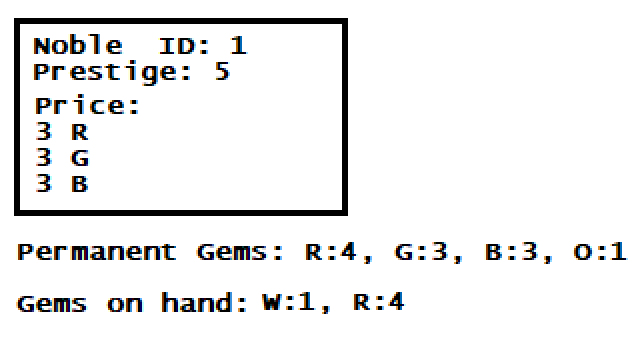 Noble  ID: 1
Prestige: 5
Price:
3 R
3 G
3 B
Permanent Gems: R:4, G:3, B:3, O:1
Gems on hand: W:1, R:4